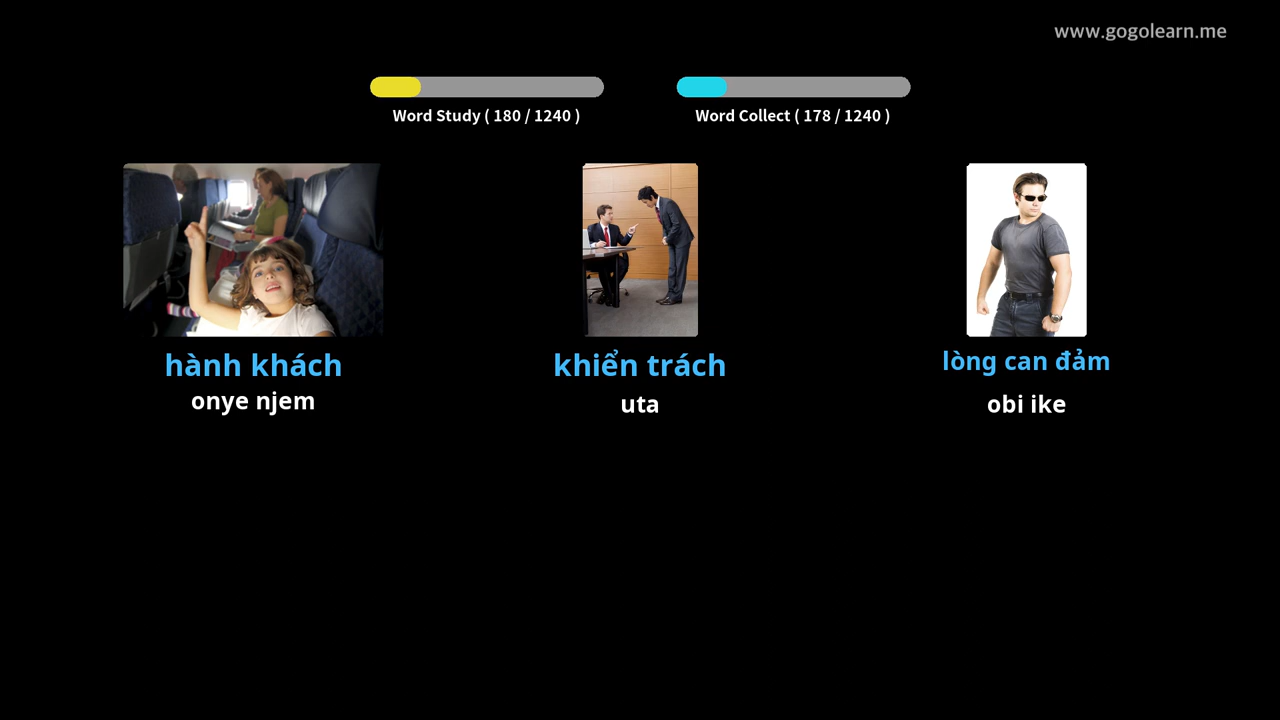 www.gogolearn.me
Word Study ( 180 / 1240 )
Word Collect ( 178 / 1240 )
hành khách
onye njem
khiển trách
uta
lòng can đảm
obi ike